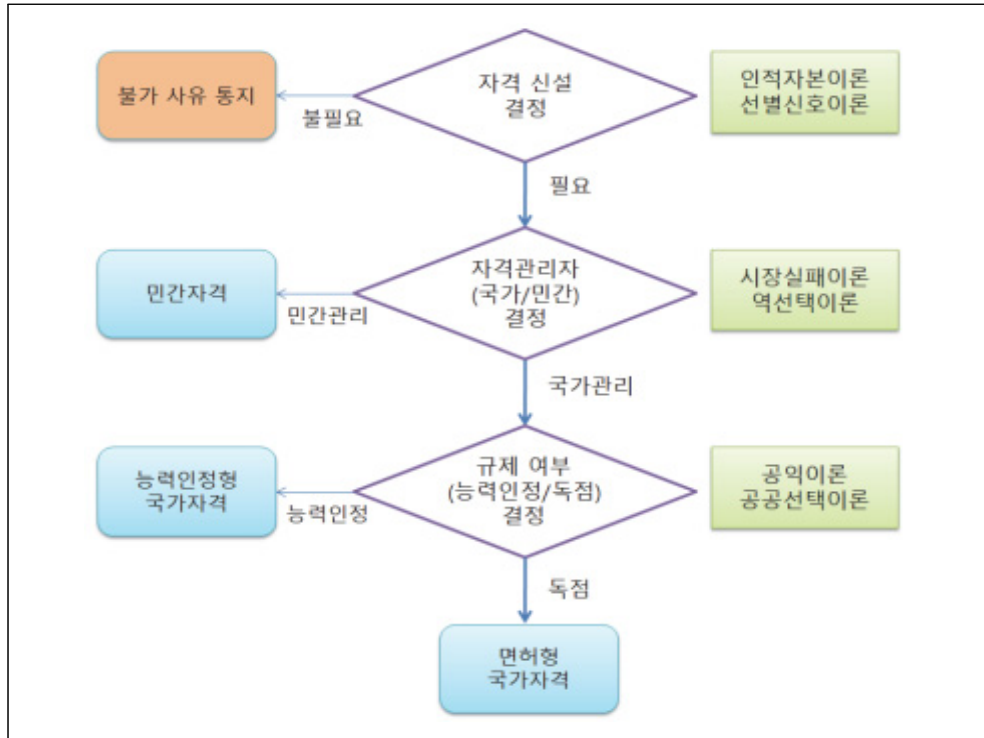 불가 사유 통지
불필요
자격 신설
결정
인적자본이론
선별신호이론
필요
민간자격
민간관리
자격관리자
(국가/민간)
결정
시장실패이론
역선택이론
국가관리
능력인정형
국가자격
능력인정
규제 여부
(능력인정/독점)
결정
공익이론
공공선택이론
독점
면허형
국가자격